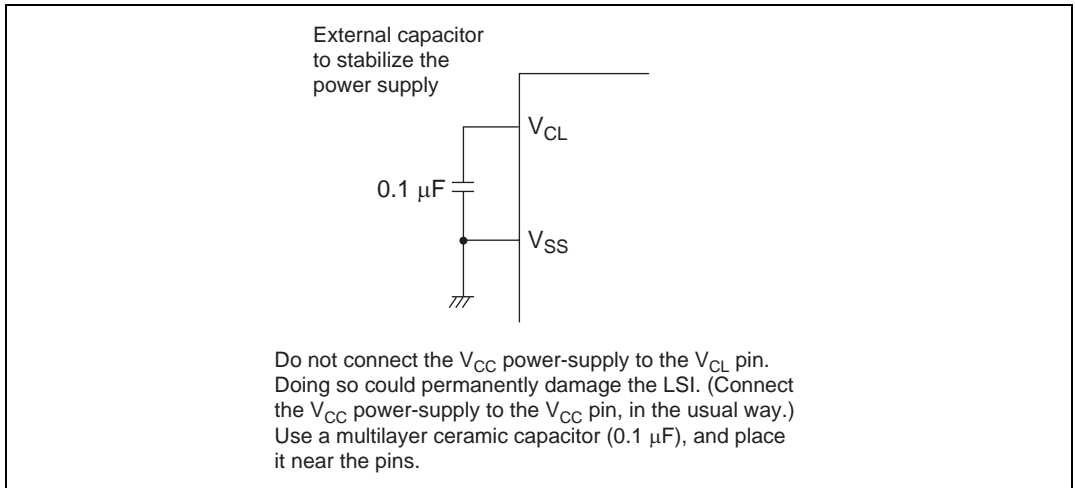 External capacitor
to stabilize the
power supply
VCL
0.1 μF
VSS
Do not connect the VCC power-supply to the VCL pin.
Doing so could permanently damage the LSI. (Connect
the VCC power-supply to the VCC pin, in the usual way.)
Use a multilayer ceramic capacitor (0.1 μF), and place
it near the pins.